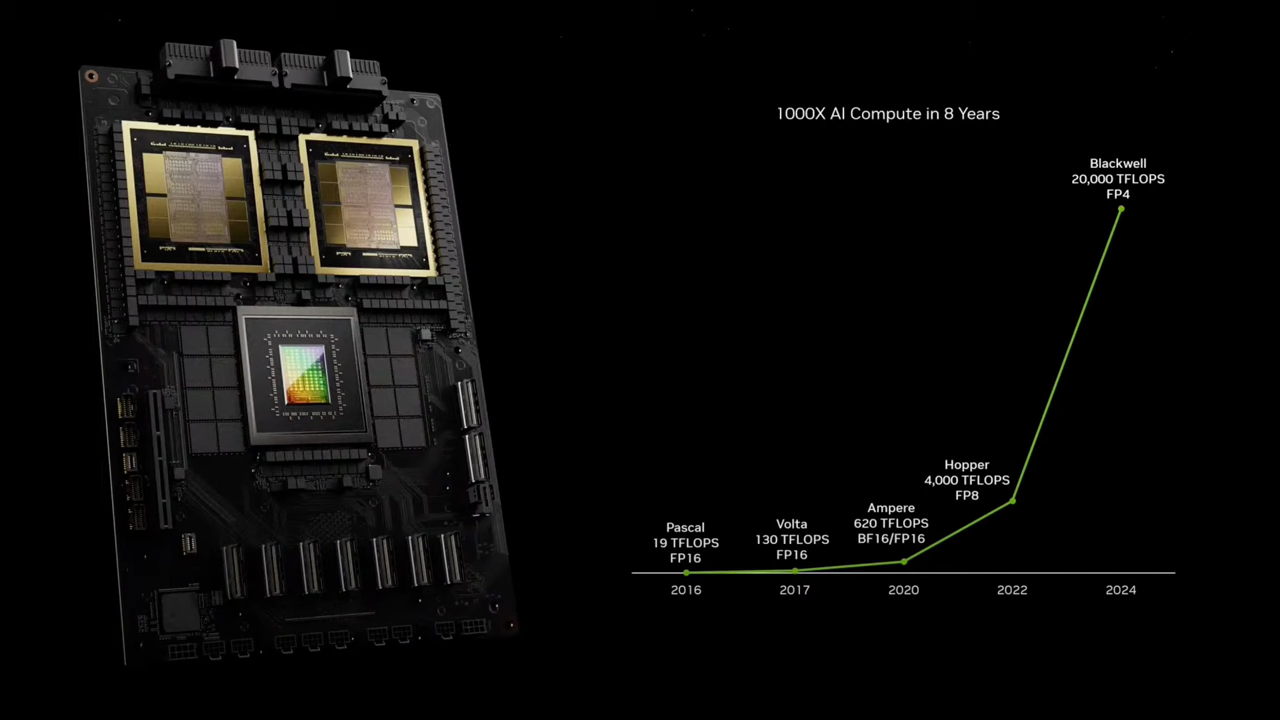 1000X AI Compute in 8 Years
Blackwell
20,000 TFLOPS
FP4
Hopper
4,000 TFLOPS
FP8
Ampere
620 TFLOPS
BF16/FP16
Volta
130 TFLOPS
FP16
Pascal
19 TFLOPS
FP16
2016
2017
2020
2022
2024